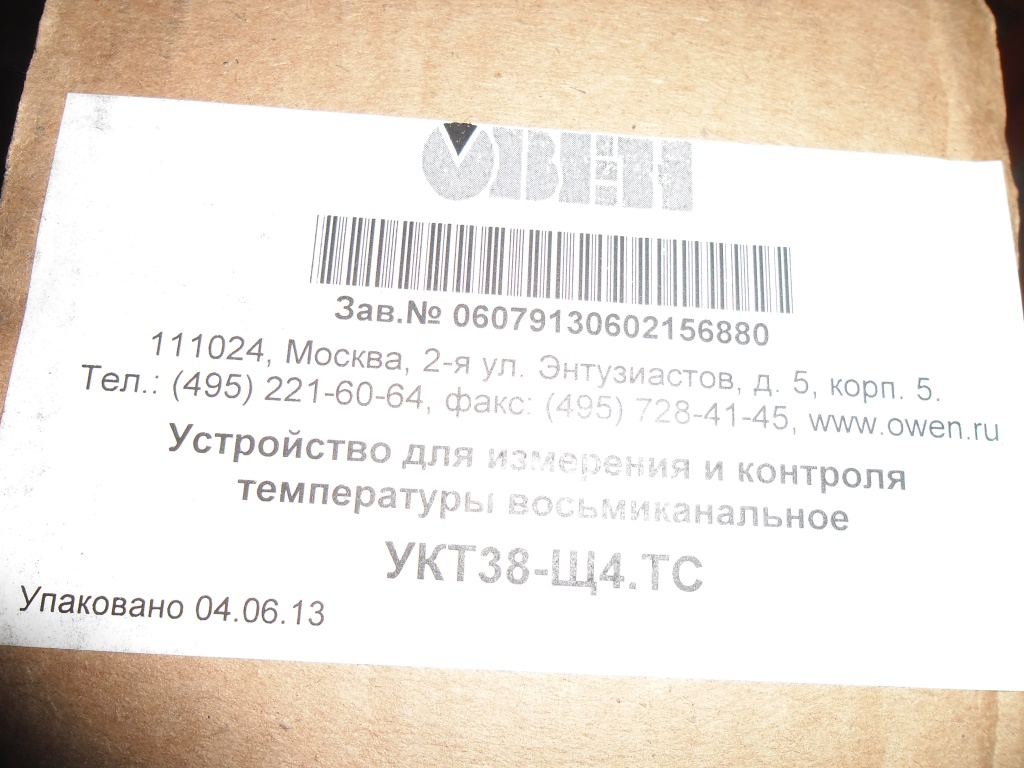 ОВЕН
Зав.№ 06079130602156880
111024, Москва, 2-я ул. Энтузиастов, д. 5, корп. 5.
Тел.: (495) 221-60-64, факс: (495) 728-41-45, www.owen.ru
Устройство для измерения и контроля
температуры восьмиканальное
УКТ38-Щ4.ТС
Упаковано 04.06.13